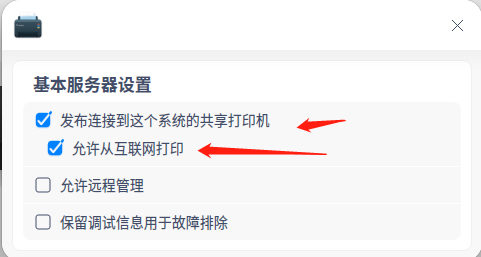 基本服务器设置
发布连接到这个系统的共享打印机
允许从互联网打印
允许远程管理
保留调试信息用于故障排除